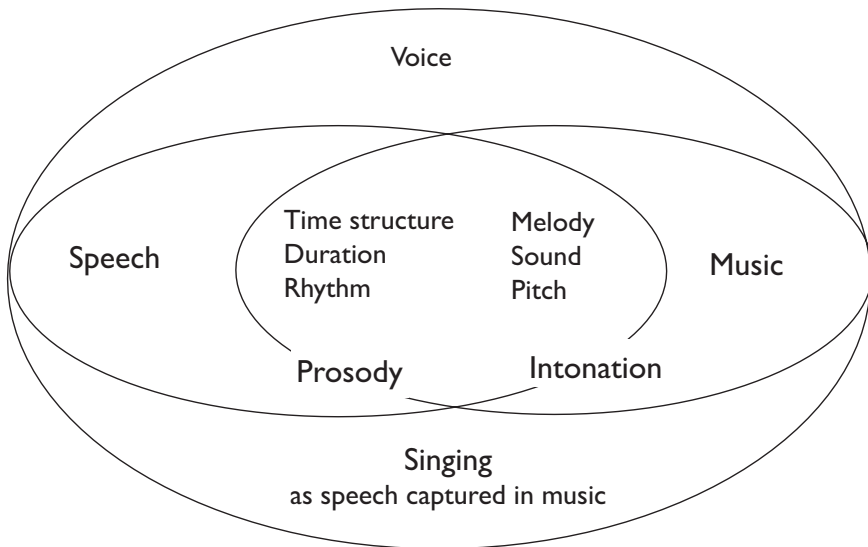 Voice
Speech
Time structure
Duration
Rhythm
Melody
Sound
Pitch
Music
Prosody
Intonation
Singing
as speech captured in music